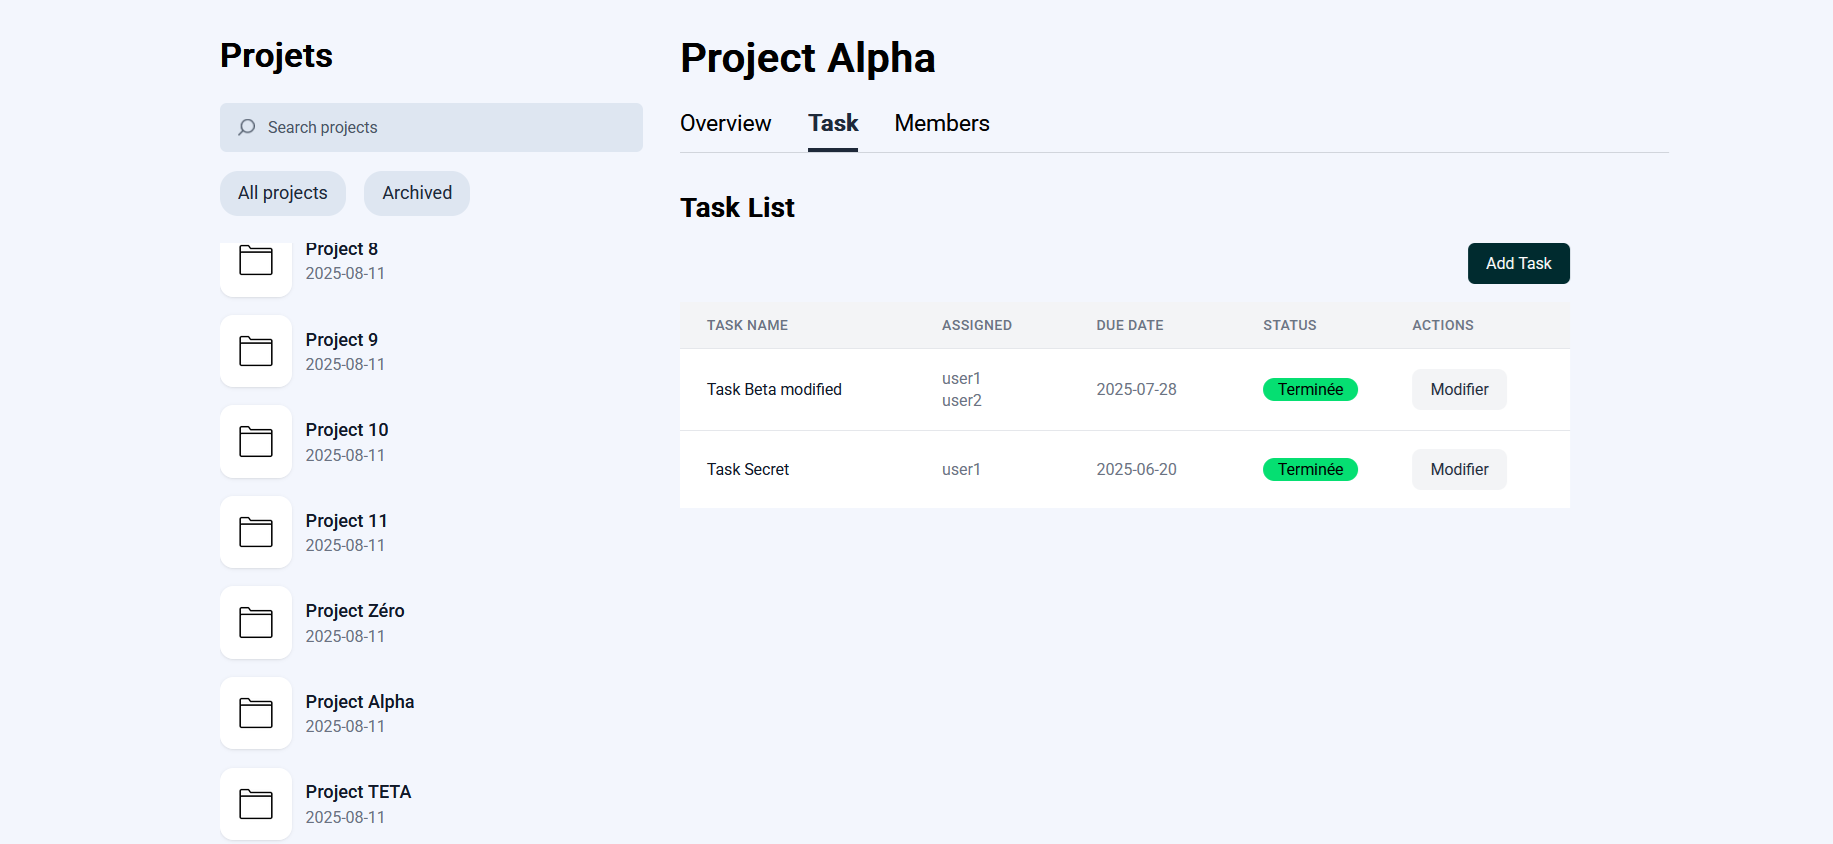 Projets
Search projects
All projects
Archived
Project 8
2025-08-11
Project 9
2025-08-11
Project 10
2025-08-11
Project 11
2025-08-11
Project Zéro
2025-08-11
Project Alpha
2025-08-11
Project TETA
2025-08-11
Project Alpha
Overview Task Members
Task List
Add Task
TASK NAME ASSIGNED DUE DATE STATUS ACTIONS
Task Beta modified user1 user2 2025-07-28 Terminée Modifier
Task Secret user1 2025-06-20 Terminée Modifier